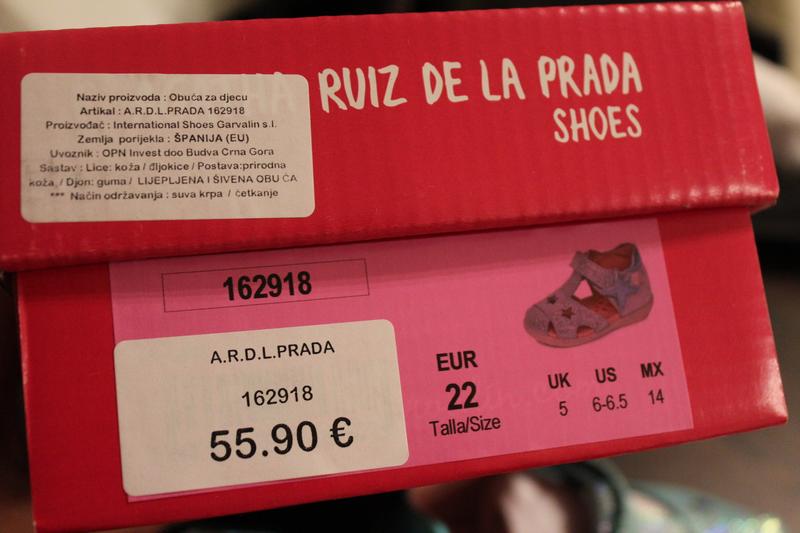 HA RUIZ DE LA PRADA
SHOES
Naziv proizvoda : Obuća za djecu
Artikal : A.R.D.L.PRADA 162918
Proizvođač : International Shoes Garvalin s.l.
Zemlja porijekla : ŠPANIJA (EU)
Uvoznik : OPN Invest doo Budva Crna Gora
Sastav : Lice: koža / šljokice / Postava:prirodna
koža / Djon: guma / LIJEPLJENA I ŠIVENA OBUĆA
*** Način održavanja : suva krpa / četkanje
162918
A.R.D.L.PRADA
162918
55.90 €
EUR
22
Talla/Size
UK US MX
5 6-6.5 14